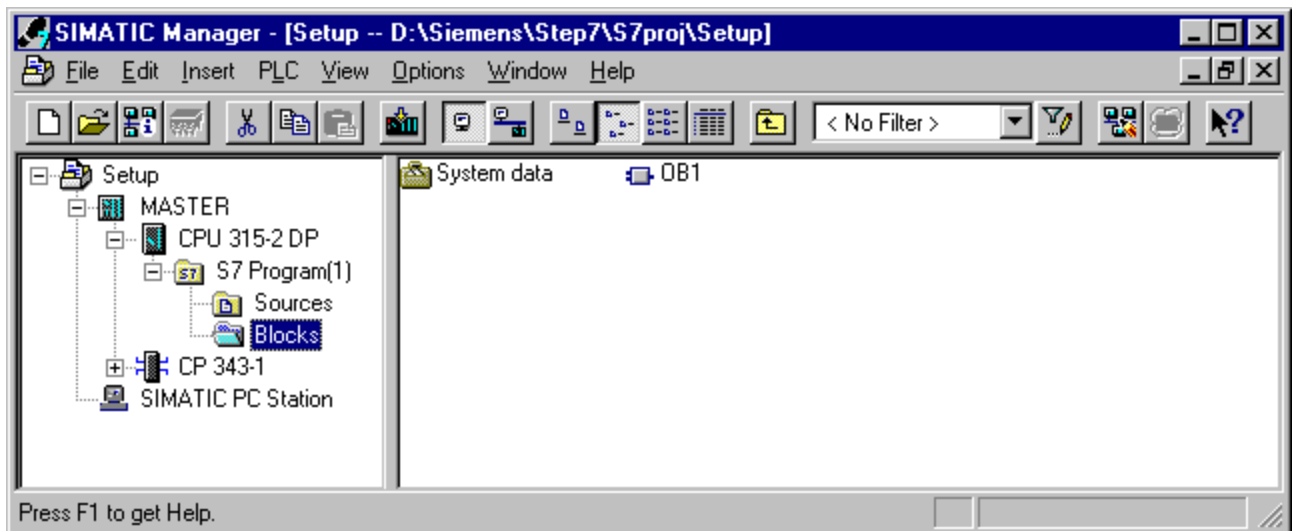 SIMATIC Manager - [Setup -- D:\Siemens\Step7\S7proj\Setup]
File Edit Insert PLC View Options Window Help
< No Filter >
Setup
System data OB1
MASTER
CPU 315-2 DP
S7 Program(1)
Sources
Blocks
CP 343-1
SIMATIC PC Station
Press F1 to get Help.